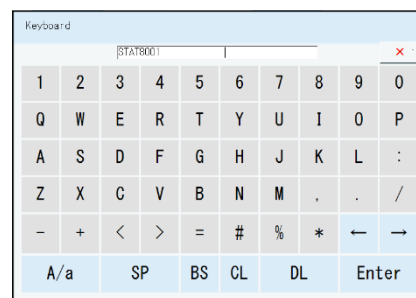 Keyboard
STAT8001
×
1 2 3 4 5 6 7 8 9 0
Q W E R T Y U I O P
A S D F G H J K L :
Z X C V B N M , . /
- + < > = # % * ← →
A/a SP BS CL DL Enter